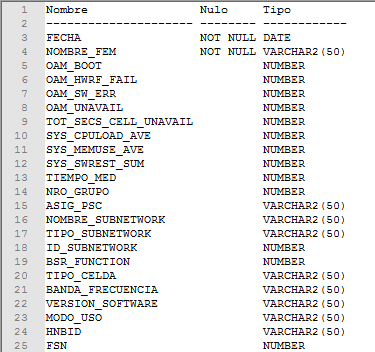 1 Nombre Nulo Tipo
2 --------------------- -------- ------------
3 FECHA NOT NULL DATE
4 NOMBRE_FEM NOT NULL VARCHAR2(50)
5 OAM_BOOT NUMBER
6 OAM_HWRF_FAIL NUMBER
7 OAM_SW_ERR NUMBER
8 OAM_UNAVAIL NUMBER
9 TOT_SECS_CELL_UNAVAIL NUMBER
10 SYS_CPULOAD_AVE NUMBER
11 SYS_MEMUSE_AVE NUMBER
12 SYS_SWREST_SUM NUMBER
13 TIEMPO_MED NUMBER
14 NRO_GRUPO NUMBER
15 ASIG_PSC VARCHAR2(50)
16 NOMBRE_SUBNETWORK VARCHAR2(50)
17 TIPO_SUBNETWORK VARCHAR2(50)
18 ID_SUBNETWORK NUMBER
19 BSR_FUNCTION NUMBER
20 TIPO_CELDA VARCHAR2(50)
21 BANDA_FRECUENCIA VARCHAR2(50)
22 VERSION_SOFTWARE VARCHAR2(50)
23 MODO_USO VARCHAR2(50)
24 HNBID VARCHAR2(50)
25 FSN NUMBER